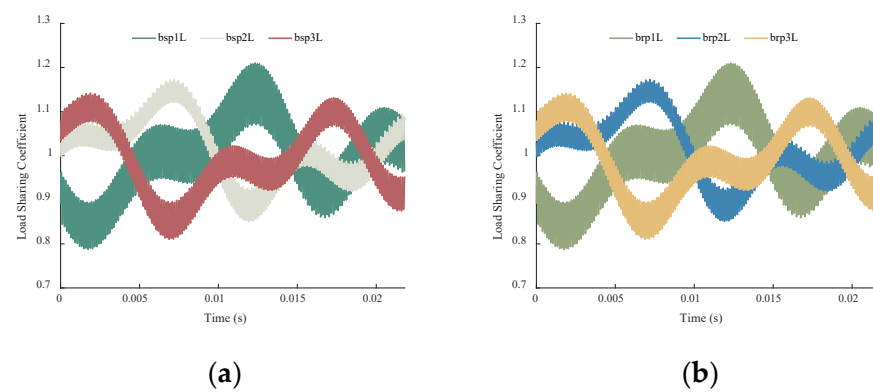 bsp1L bsp2L bsp3L
Load Sharing Coefficient
1.3
1.2
1.1
1
0.9
0.8
0.7
0 0.005 0.01 0.015 0.02
Time (s)
(a)
brp1L brp2L brp3L
Load Sharing Coefficient
1.3
1.2
1.1
1
0.9
0.8
0.7
0 0.005 0.01 0.015 0.02
Time (s)
(b)